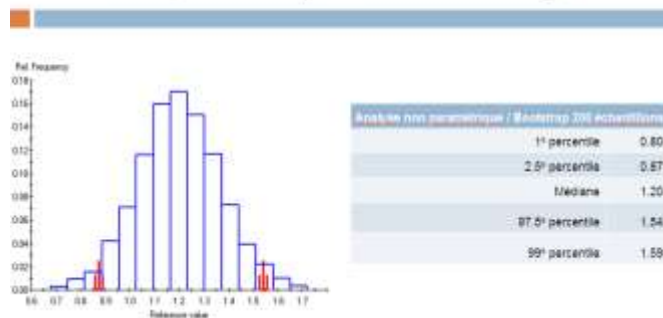 Rel. Frequency
0.18
0.16
0.14
0.12
0.10
0.08
0.06
0.04
0.02
0.00
0.6 0.7 0.8 0.9 1.0 1.1 1.2 1.3 1.4 1.5 1.6 1.7
Reference value
Analyse non paramétrique / Bootstrap 200 échantillons
1e percentile 0.80
2.5e percentile 0.87
Médiane 1.20
97.5e percentile 1.54
99e percentile 1.59